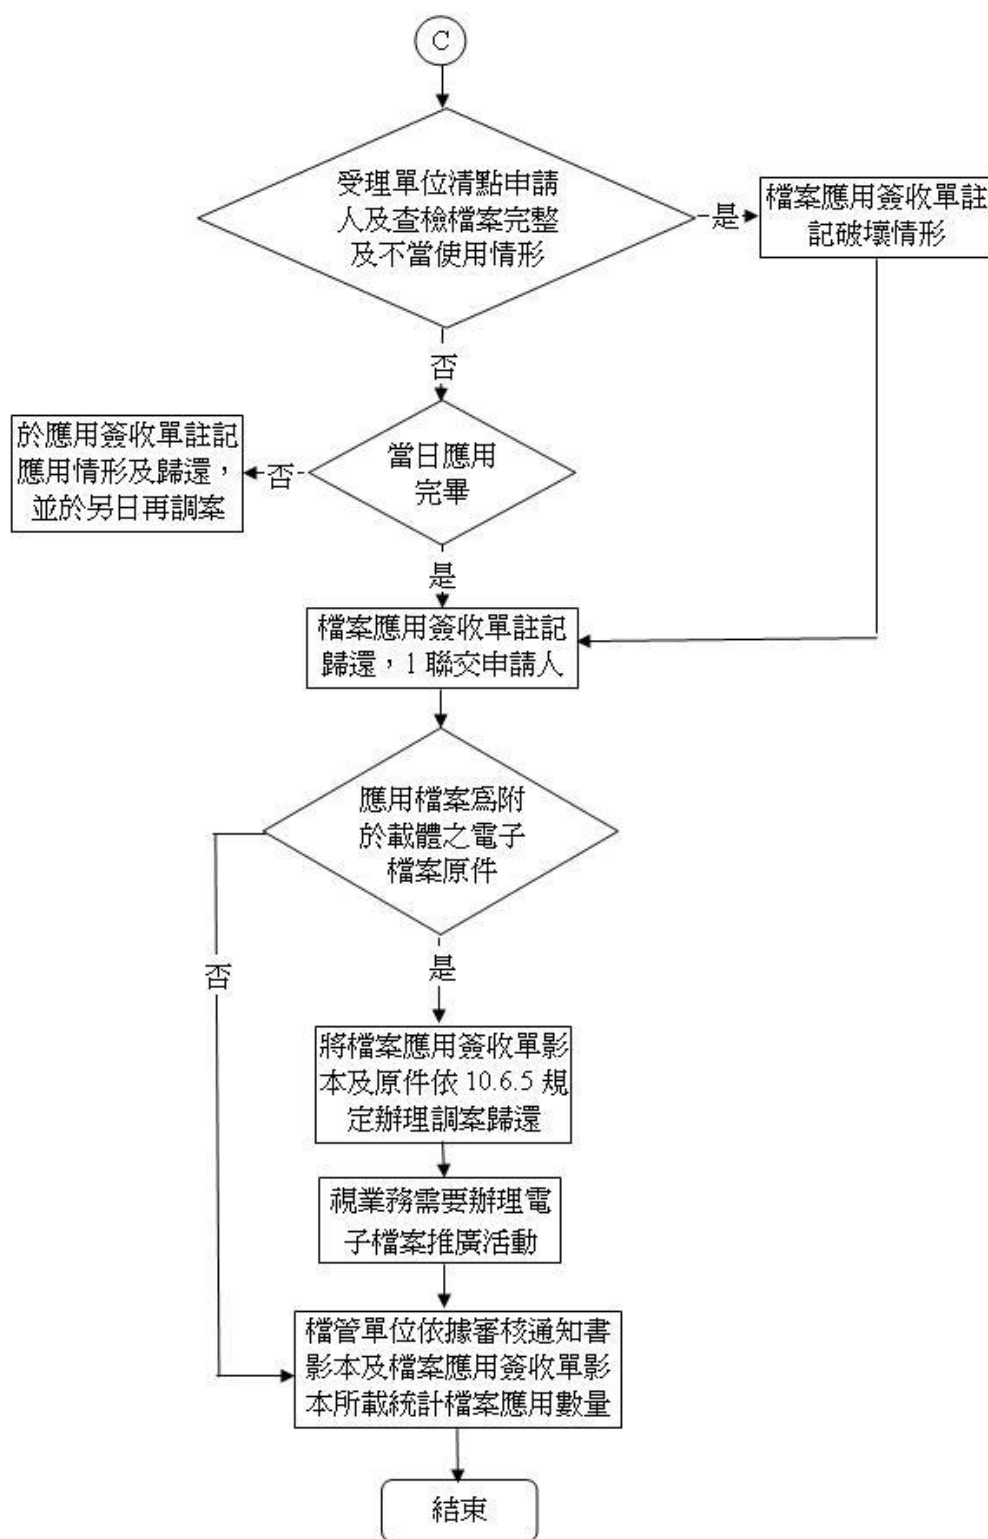 C
受理單位清點申請
人及查檢檔案完整
及不當使用情形
是
檔案應用簽收單註
記破壞情形
否
當日應用
完畢
否
於應用簽收單註記
應用情形及歸還，
並於另日再調案
是
檔案應用簽收單註記
歸還，1聯交申請人
應用檔案為附
於載體之電子
檔案原件
否
是
將檔案應用簽收單影
本及原件依 10.6.5 規
定辦理調案歸還
視業務需要辦理電
子檔案推廣活動
檔管單位依據審核通知書
影本及檔案應用簽收單影
本所載統計檔案應用數量
結束